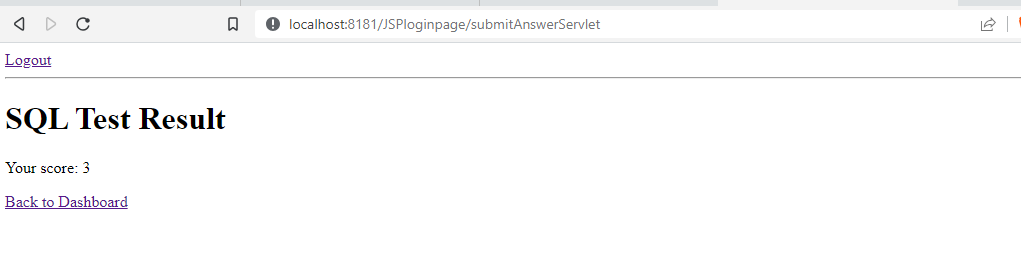 localhost:8181/JSPloginpage/submitAnswerServlet
Logout
SQL Test Result
Your score: 3
Back to Dashboard